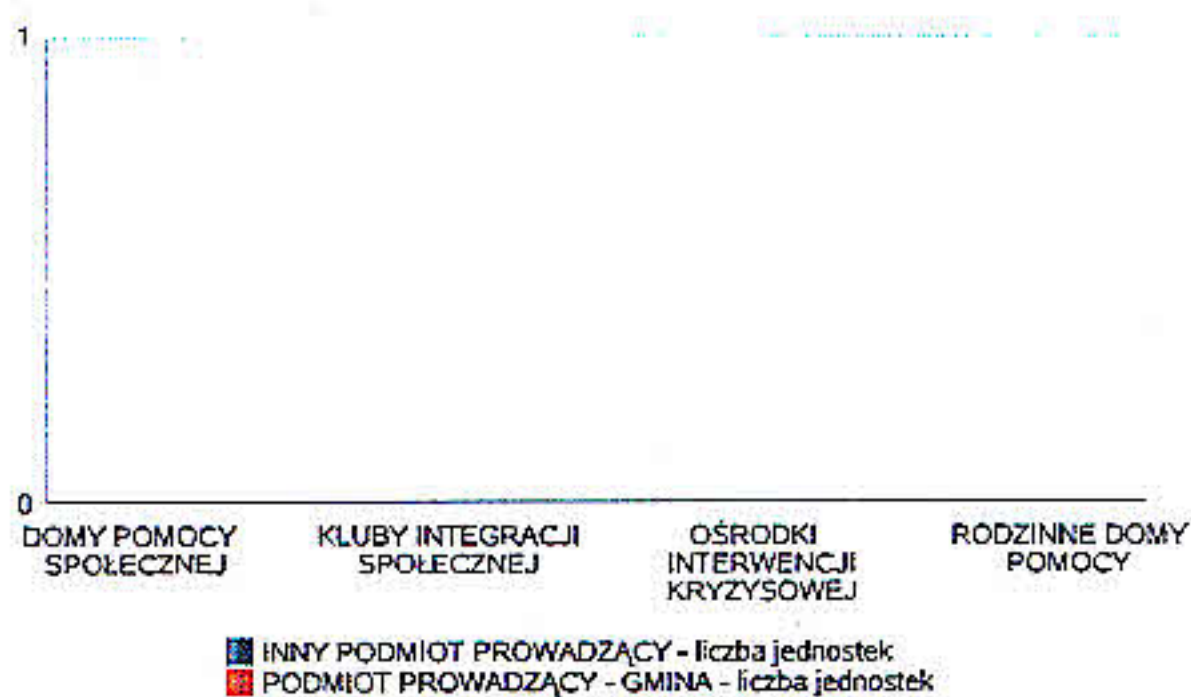 1
0
DOMY POMOCY SPOŁECZNEJ
KLUBY INTEGRACJI SPOŁECZNEJ
OŚRODKI INTERWENCJI KRYZYSOWEJ
RODZINNE DOMY POMOCY
INNY PODMIOT PROWADZĄCY - liczba jednostek
PODMIOT PROWADZĄCY - GMINA - liczba jednostek